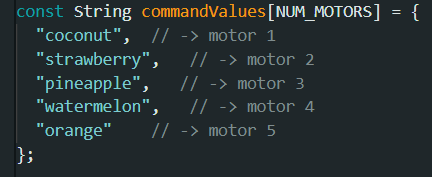 const String commandValues[NUM_MOTORS] = {
"coconut",  // -> motor 1
"strawberry",   // -> motor 2
"pineapple",   // -> motor 3
"watermelon",   // -> motor 4
"orange"   // -> motor 5
};